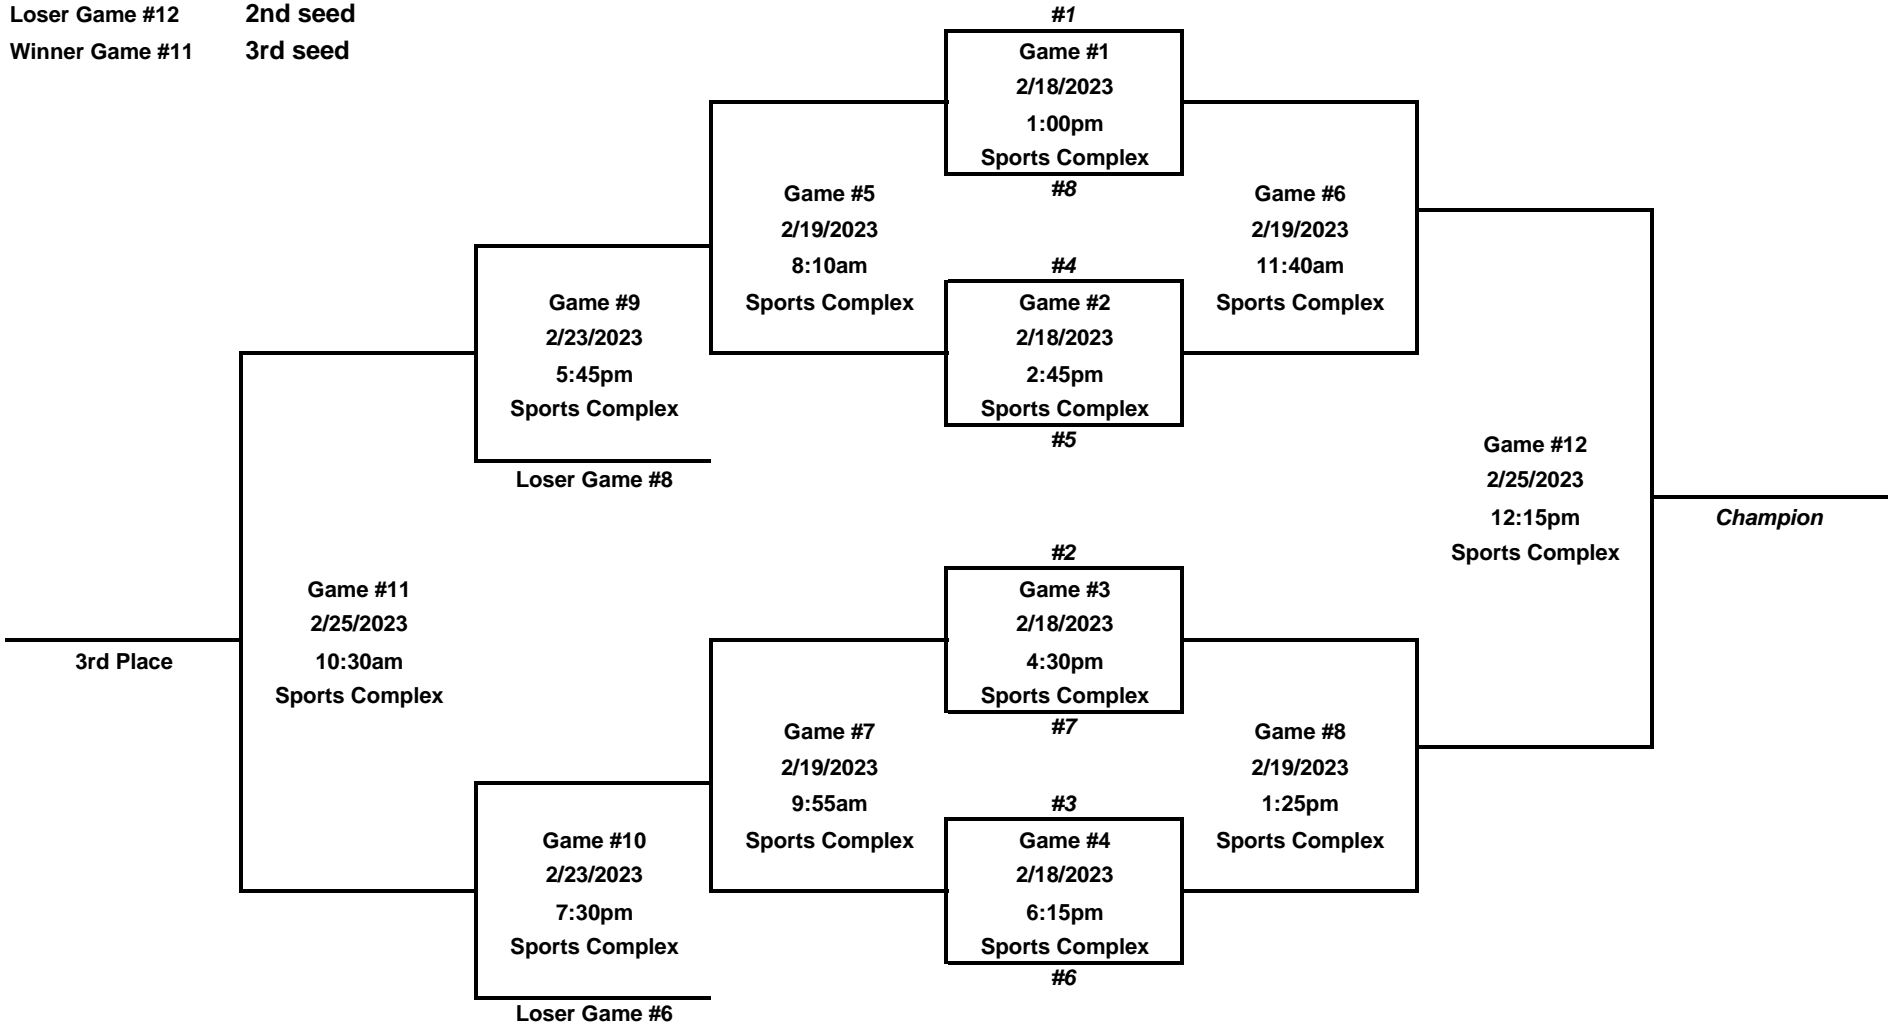 Loser Game #12 2nd seed
Winner Game #11 3rd seed
#1
Game #1
2/18/2023
1:00pm
Sports Complex
#8
Game #5
2/19/2023
8:10am
Sports Complex
Game #6
2/19/2023
11:40am
Sports Complex
#4
Game #2
2/18/2023
2:45pm
Sports Complex
#5
Game #9
2/23/2023
5:45pm
Sports Complex
Loser Game #8
Game #12
2/25/2023
12:15pm
Sports Complex
Champion
#2
Game #3
2/18/2023
4:30pm
Sports Complex
#7
Game #11
2/25/2023
10:30am
Sports Complex
3rd Place
Game #7
2/19/2023
9:55am
Sports Complex
Game #8
2/19/2023
1:25pm
Sports Complex
#3
Game #4
2/18/2023
6:15pm
Sports Complex
#6
Game #10
2/23/2023
7:30pm
Sports Complex
Loser Game #6